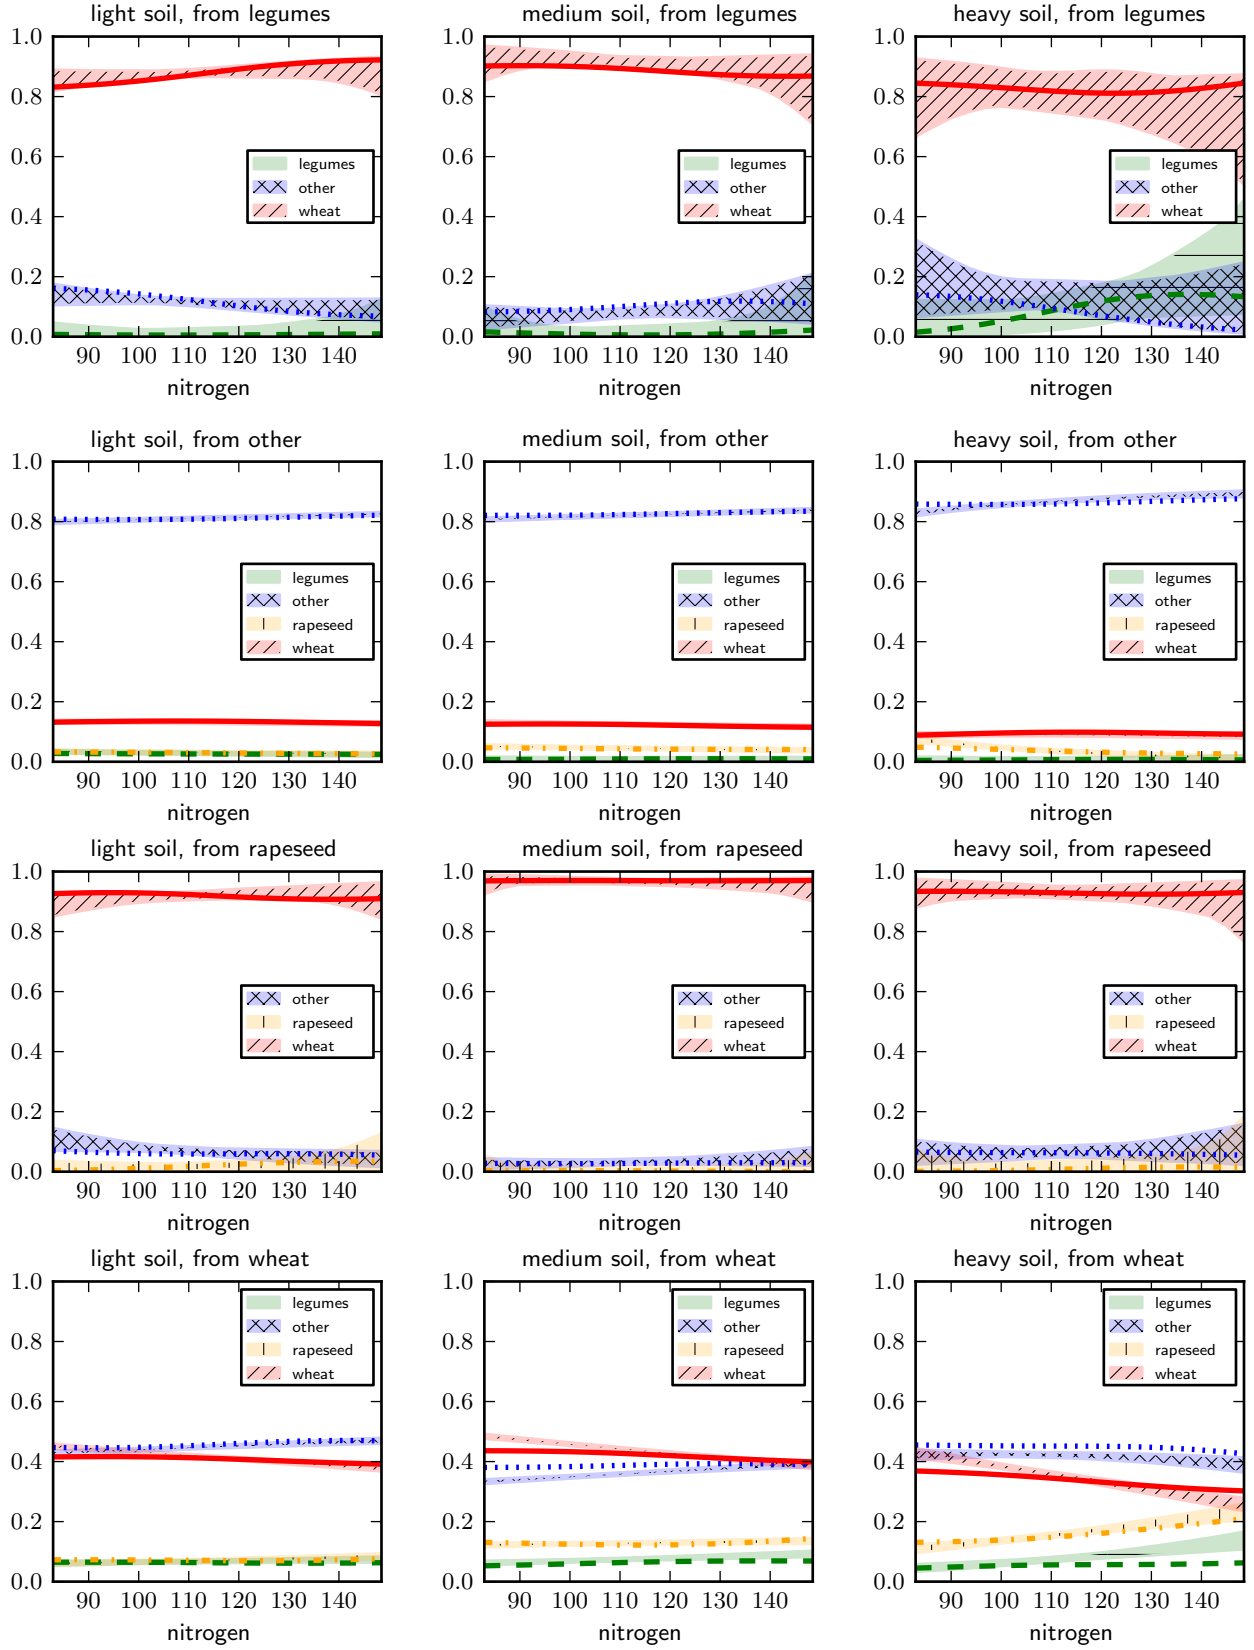 light soil, from legumes
medium soil, from legumes
heavy soil, from legumes
1.0
0.8
0.6
0.4
0.2
0.0
legumes
other
wheat
90 100 110 120 130 140
nitrogen
1.0
0.8
0.6
0.4
0.2
0.0
legumes
other
wheat
90 100 110 120 130 140
nitrogen
1.0
0.8
0.6
0.4
0.2
0.0
legumes
other
wheat
90 100 110 120 130 140
nitrogen
light soil, from other
medium soil, from other
heavy soil, from other
1.0
0.8
0.6
0.4
0.2
0.0
legumes
other
rapeseed
wheat
90 100 110 120 130 140
nitrogen
1.0
0.8
0.6
0.4
0.2
0.0
legumes
other
rapeseed
wheat
90 100 110 120 130 140
nitrogen
1.0
0.8
0.6
0.4
0.2
0.0
legumes
other
rapeseed
wheat
90 100 110 120 130 140
nitrogen
light soil, from rapeseed
medium soil, from rapeseed
heavy soil, from rapeseed
1.0
0.8
0.6
0.4
0.2
0.0
other
rapeseed
wheat
90 100 110 120 130 140
nitrogen
1.0
0.8
0.6
0.4
0.2
0.0
other
rapeseed
wheat
90 100 110 120 130 140
nitrogen
1.0
0.8
0.6
0.4
0.2
0.0
other
rapeseed
wheat
90 100 110 120 130 140
nitrogen
light soil, from wheat
medium soil, from wheat
heavy soil, from wheat
1.0
0.8
0.6
0.4
0.2
0.0
legumes
other
rapeseed
wheat
90 100 110 120 130 140
nitrogen
1.0
0.8
0.6
0.4
0.2
0.0
legumes
other
rapeseed
wheat
90 100 110 120 130 140
nitrogen
1.0
0.8
0.6
0.4
0.2
0.0
legumes
other
rapeseed
wheat
90 100 110 120 130 140
nitrogen